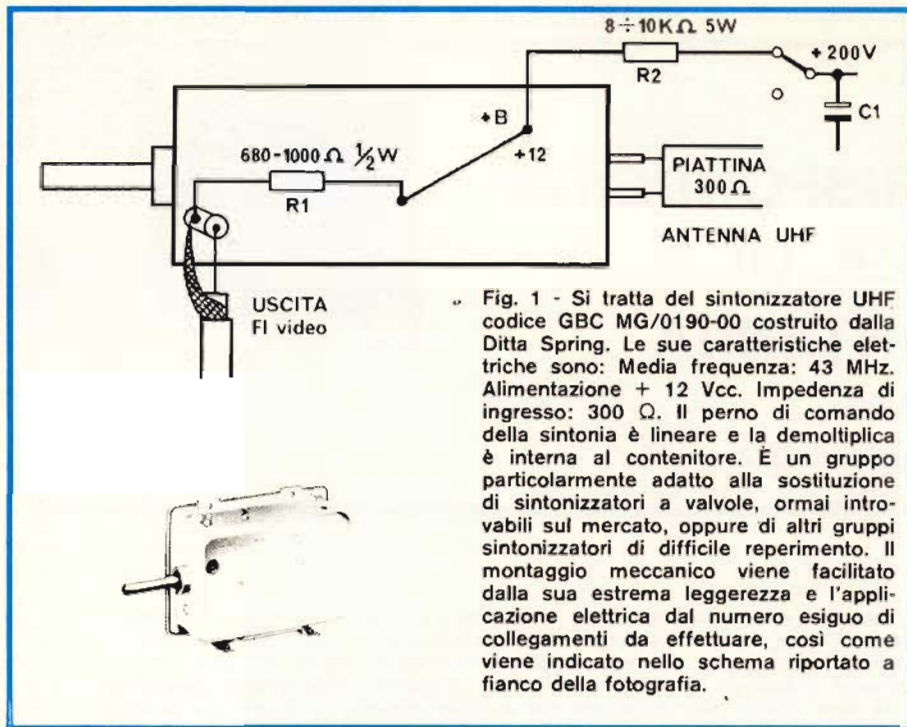 8÷10KΩ 5W
R2
+200V
C1
+B
+12
680-1000Ω ½W
R1
PIATTINA
300Ω
ANTENNA UHF
USCITA
FI video
Fig. 1 - Si tratta del sintonizzatore UHF
codice GBC MG/0190-00 costruito dalla
Ditta Spring. Le sue caratteristiche elet-
triche sono: Media frequenza: 43 MHz.
Alimentazione + 12 Vcc. Impedenza di
ingresso: 300 Ω. Il perno di comando
della sintonia è lineare e la demoltiplica
è interna al contenitore. È un gruppo
particolarmente adatto alla sostituzione
di sintonizzatori a valvole, ormai intro-
vabili sul mercato, oppure di altri gruppi
sintonizzatori di difficile reperimento. Il
montaggio meccanico viene facilitato
dalla sua estrema leggerezza e l'appli-
cazione elettrica dal numero esiguo di
collegamenti da effettuare, così come
viene indicato nello schema riportato a
fianco della fotografia.